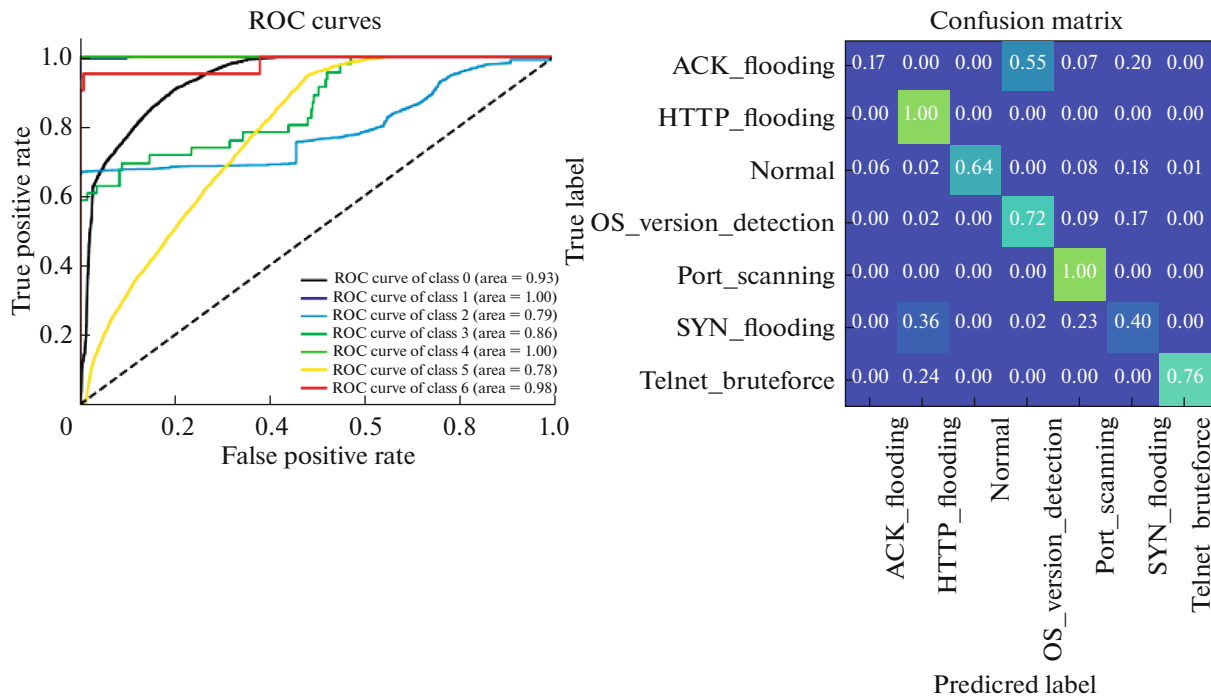 ROC curves
True positive rate
1.0
0.8
0.6
0.4
0.2
0
0.2
0.4
0.6
0.8
1.0
False positive rate
ROC curve of class 0 (area = 0.93)
ROC curve of class 1 (area = 1.00)
ROC curve of class 2 (area = 0.79)
ROC curve of class 3 (area = 0.86)
ROC curve of class 4 (area = 1.00)
ROC curve of class 5 (area = 0.78)
ROC curve of class 6 (area = 0.98)
Confusion matrix
True label
ACK_flooding 0.17 0.00 0.00 0.55 0.07 0.20 0.00
HTTP_flooding 0.00 1.00 0.00 0.00 0.00 0.00 0.00
Normal 0.06 0.02 0.64 0.00 0.08 0.18 0.01
OS_version_detection 0.00 0.02 0.00 0.72 0.09 0.17 0.00
Port_scanning 0.00 0.00 0.00 0.00 1.00 0.00 0.00
SYN_flooding 0.00 0.36 0.00 0.02 0.23 0.40 0.00
Telnet_bruteforce 0.00 0.24 0.00 0.00 0.00 0.00 0.76
ACK_flooding
HTTP_flooding
Normal
OS_version_detection
Port_scanning
SYN_flooding
Telnet_bruteforce
Predicred label